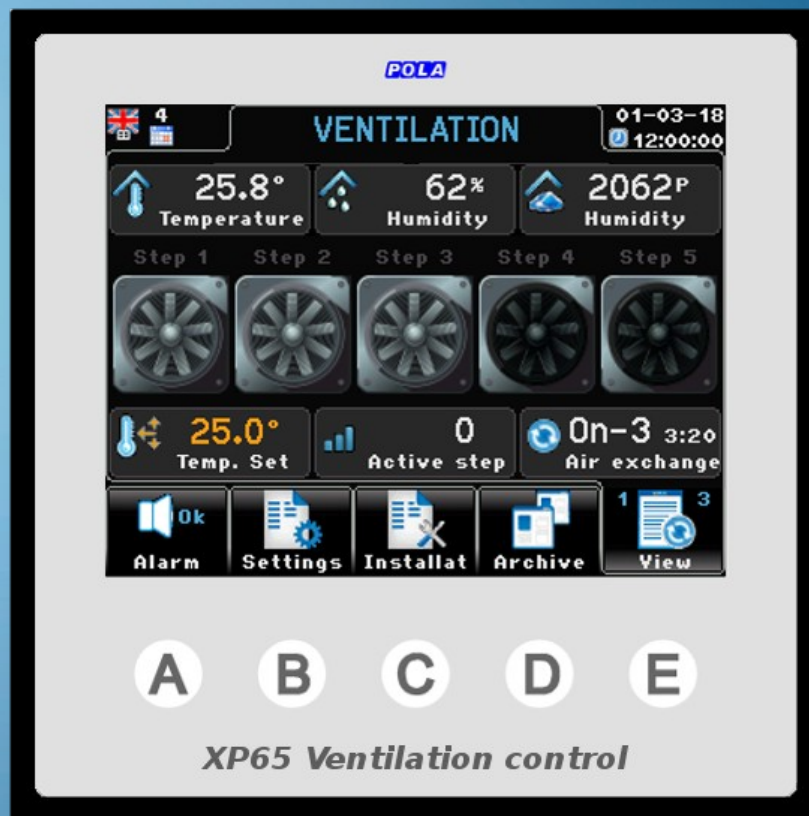 POLA
4
VENTILATION
01-03-18
12:00:00
25.8°
Temperature
62%
Humidity
2062P
Humidity
Step 1 Step 2 Step 3 Step 4 Step 5
25.0°
Temp. Set
0
Active step
On-3 3:20
Air exchange
Ok
Alarm
Settings
Installat
Archive
1 3
View
A B C D E
XP65 Ventilation control